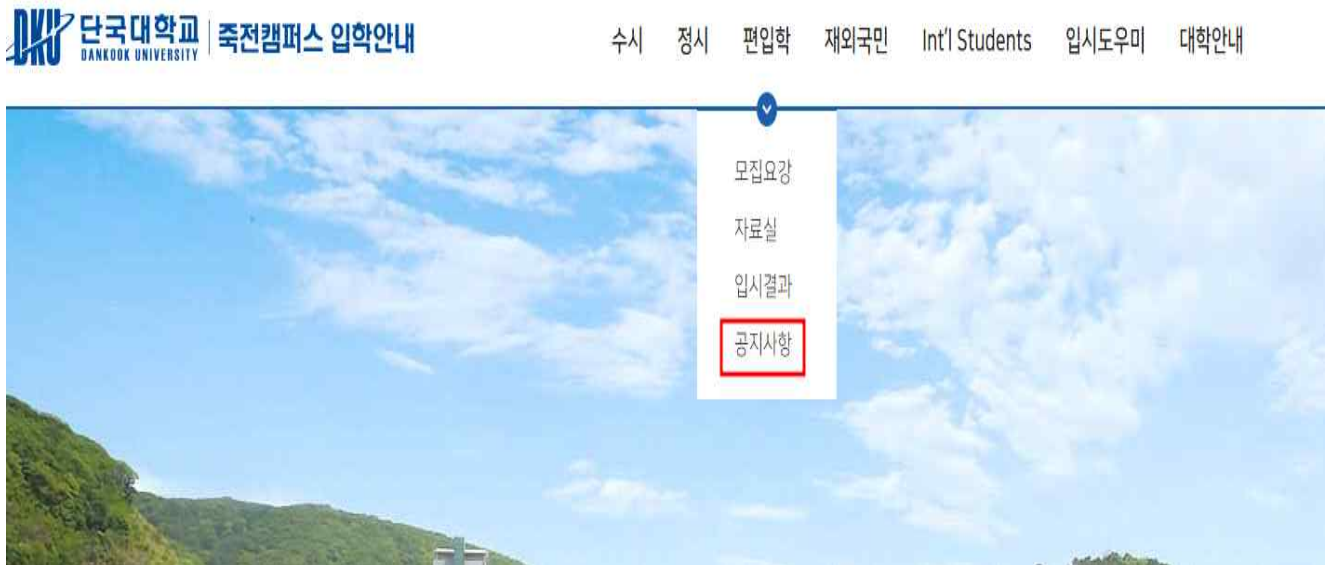 DKU 단국대학교 DANKOOK UNIVERSITY 죽전캠퍼스 입학안내
수시 정시 편입학 재외국민 Int'l Students 입시도우미 대학안내
모집요강
자료실
입시결과
공지사항